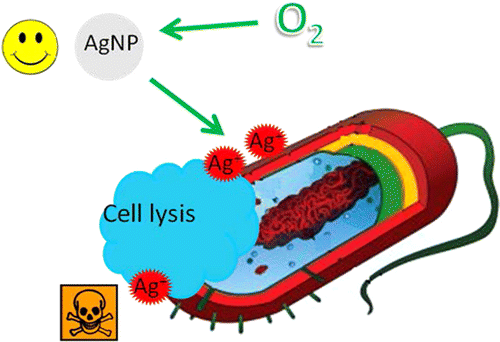 O₂
AgNP
Ag⁺
Ag⁺
Cell lysis
Ag⁺